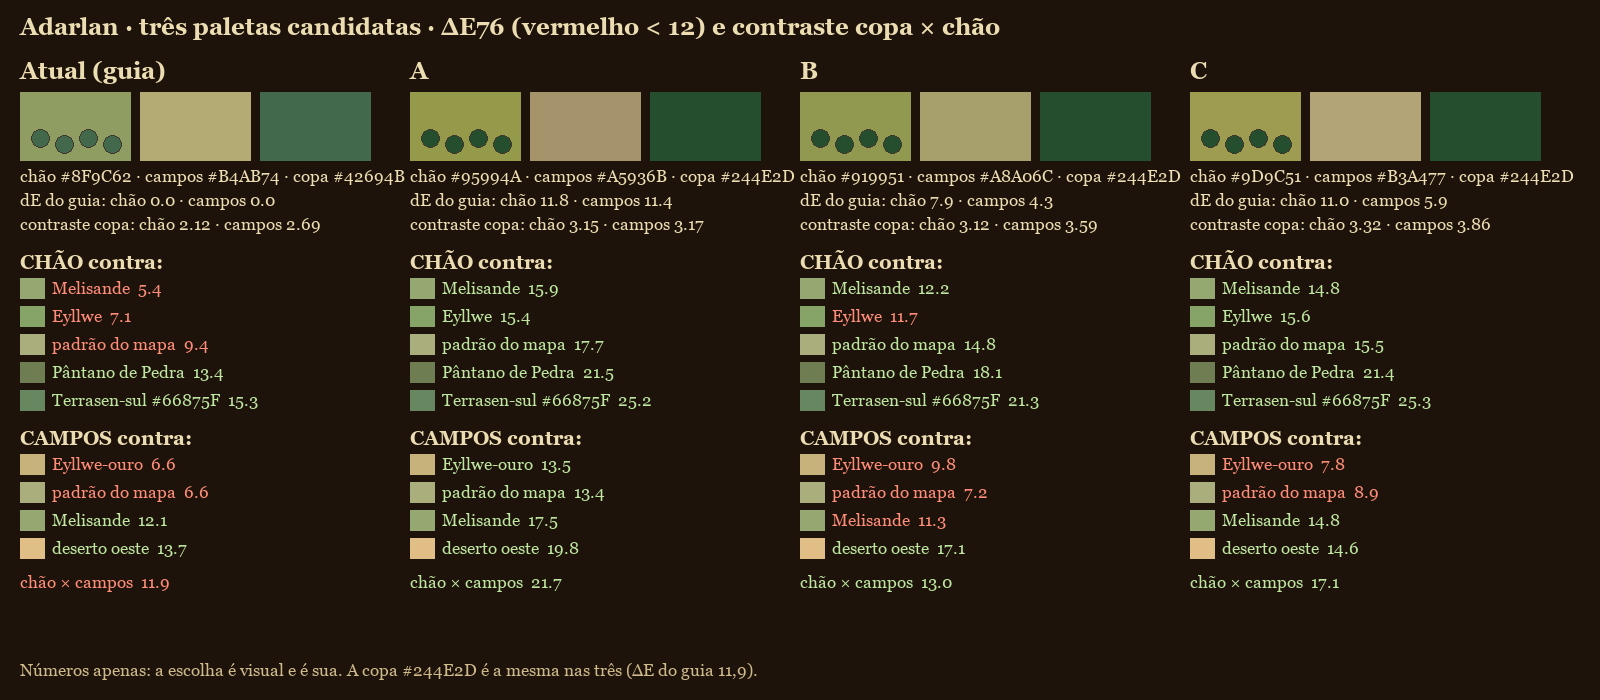 Adarlan · três paletas candidatas · ΔE76 (vermelho < 12) e contraste copa × chão
Atual (guia)
chão #8F9C62 · campos #B4AB74 · copa #42694B
dE do guia: chão 0.0 · campos 0.0
contraste copa: chão 2.12 · campos 2.69
CHÃO contra:
Melisande 5.4
Eyllwe 7.1
padrão do mapa 9.4
Pântano de Pedra 13.4
Terrasen-sul #66875F 15.3
CAMPOS contra:
Eyllwe-ouro 6.6
padrão do mapa 6.6
Melisande 12.1
deserto oeste 13.7
chão × campos 11.9
A
chão #95994A · campos #A5936B · copa #244E2D
dE do guia: chão 11.8 · campos 11.4
contraste copa: chão 3.15 · campos 3.17
CHÃO contra:
Melisande 15.9
Eyllwe 15.4
padrão do mapa 17.7
Pântano de Pedra 21.5
Terrasen-sul #66875F 25.2
CAMPOS contra:
Eyllwe-ouro 13.5
padrão do mapa 13.4
Melisande 17.5
deserto oeste 19.8
chão × campos 21.7
B
chão #919951 · campos #A8A06C · copa #244E2D
dE do guia: chão 7.9 · campos 4.3
contraste copa: chão 3.12 · campos 3.59
CHÃO contra:
Melisande 12.2
Eyllwe 11.7
padrão do mapa 14.8
Pântano de Pedra 18.1
Terrasen-sul #66875F 21.3
CAMPOS contra:
Eyllwe-ouro 9.8
padrão do mapa 7.2
Melisande 11.3
deserto oeste 17.1
chão × campos 13.0
C
chão #9D9C51 · campos #B3A477 · copa #244E2D
dE do guia: chão 11.0 · campos 5.9
contraste copa: chão 3.32 · campos 3.86
CHÃO contra:
Melisande 14.8
Eyllwe 15.6
padrão do mapa 15.5
Pântano de Pedra 21.4
Terrasen-sul #66875F 25.3
CAMPOS contra:
Eyllwe-ouro 7.8
padrão do mapa 8.9
Melisande 14.8
deserto oeste 14.6
chão × campos 17.1
Números apenas: a escolha é visual e é sua. A copa #244E2D é a mesma nas três (ΔE do guia 11,9).